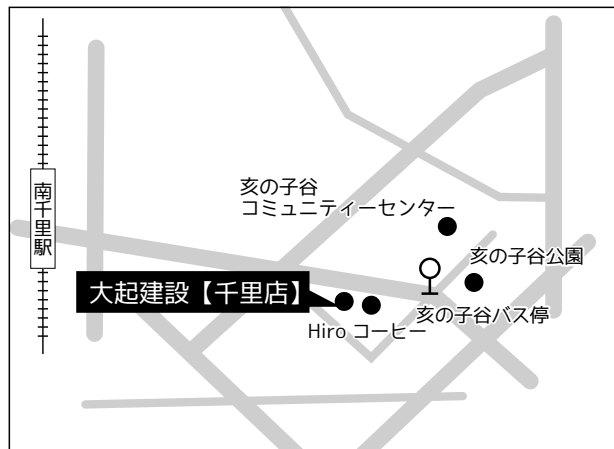 南千里駅
亥の子谷
コミュニティーセンター
亥の子谷公園
大起建設【千里店】
亥の子谷バス停
Hiro コーヒー